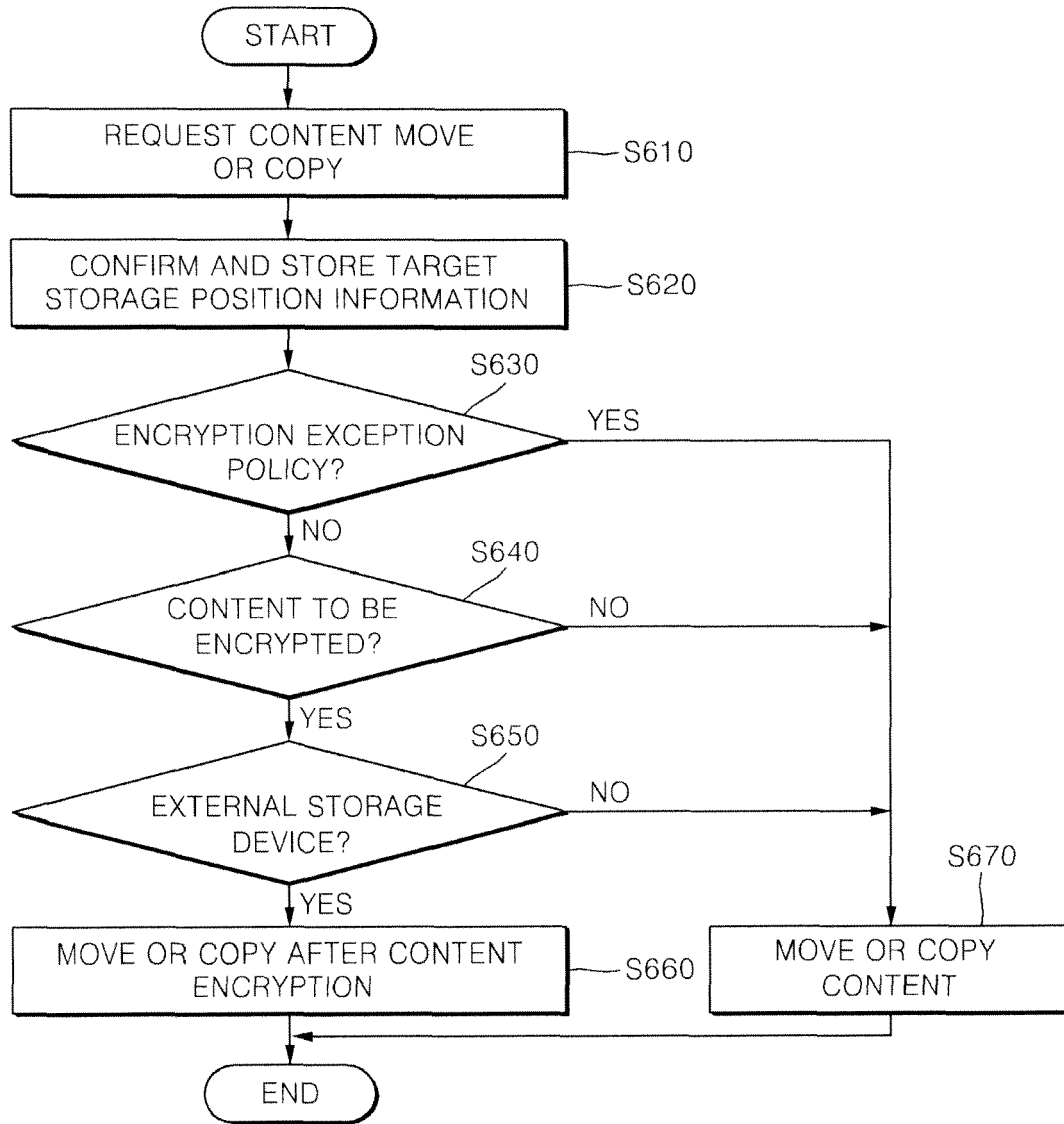 START
REQUEST CONTENT MOVE
OR COPY
S610
CONFIRM AND STORE TARGET
STORAGE POSITION INFORMATION
S620
S630
ENCRYPTION EXCEPTION
POLICY?
YES
NO
S640
CONTENT TO BE
ENCRYPTED?
NO
YES
S650
EXTERNAL STORAGE
DEVICE?
NO
YES
S670
MOVE OR COPY AFTER CONTENT
ENCRYPTION
S660
MOVE OR COPY
CONTENT
END